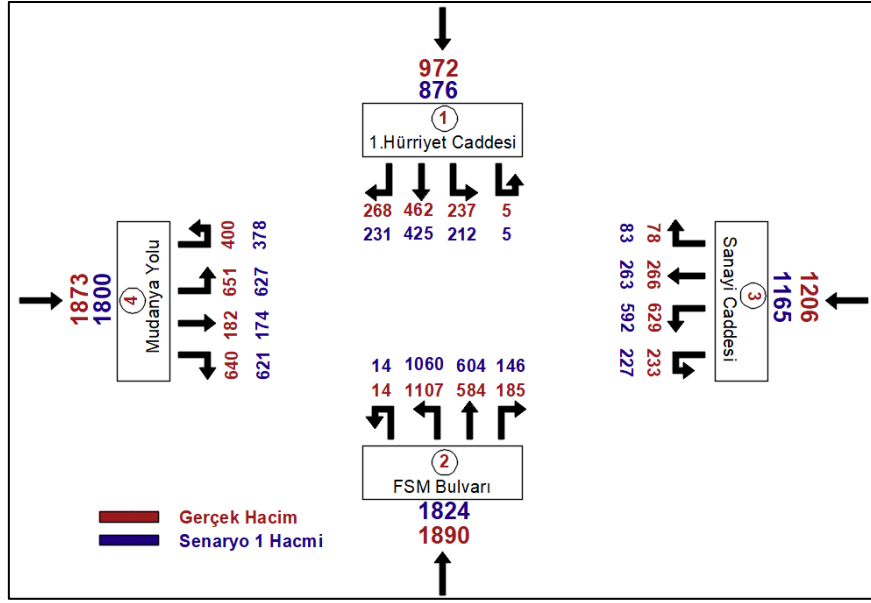 972
876
1
1.Hürriyet Caddesi
268 462 237 5
231 425 212 5
1873
1800
4
Mudanya Yolu
400 378
651 627
182 174
640 621
83 78
263 266
592 629
227 233
Sanayi Caddesi
3
1165
1206
14 1060 604 146
14 1107 584 185
2
FSM Bulvarı
1824
1890
Gerçek Hacim
Senaryo 1 Hacmi